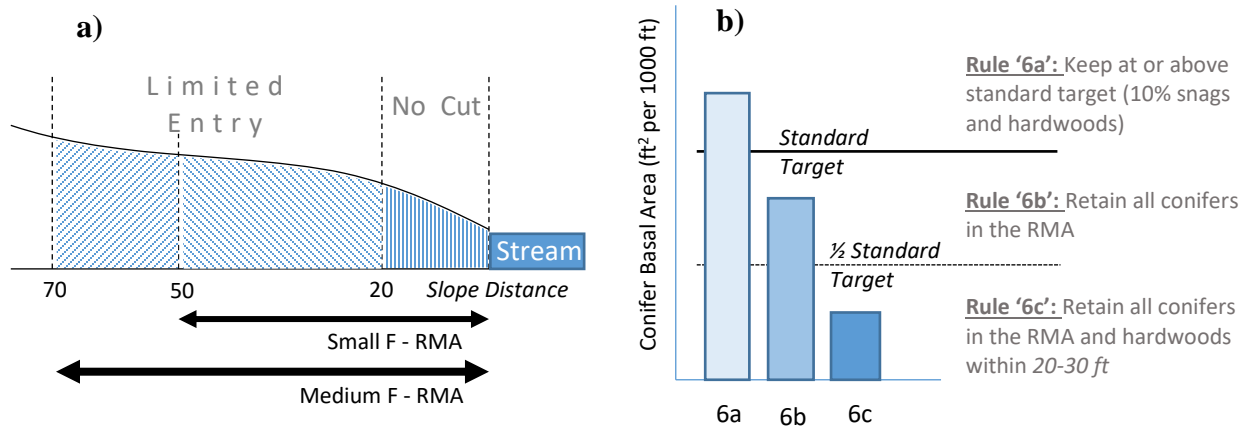 a)
Limited
Entry
No Cut
Stream
70
50
20
Slope Distance
Small F - RMA
Medium F - RMA
b)
Conifer Basal Area (ft² per 1000 ft)
Standard
Target
½ Standard
Target
6a
6b
6c
Rule ‘6a’: Keep at or above
standard target (10% snags
and hardwoods)
Rule ‘6b’: Retain all conifers
in the RMA
Rule ‘6c’: Retain all conifers
in the RMA and hardwoods
within 20-30 ft